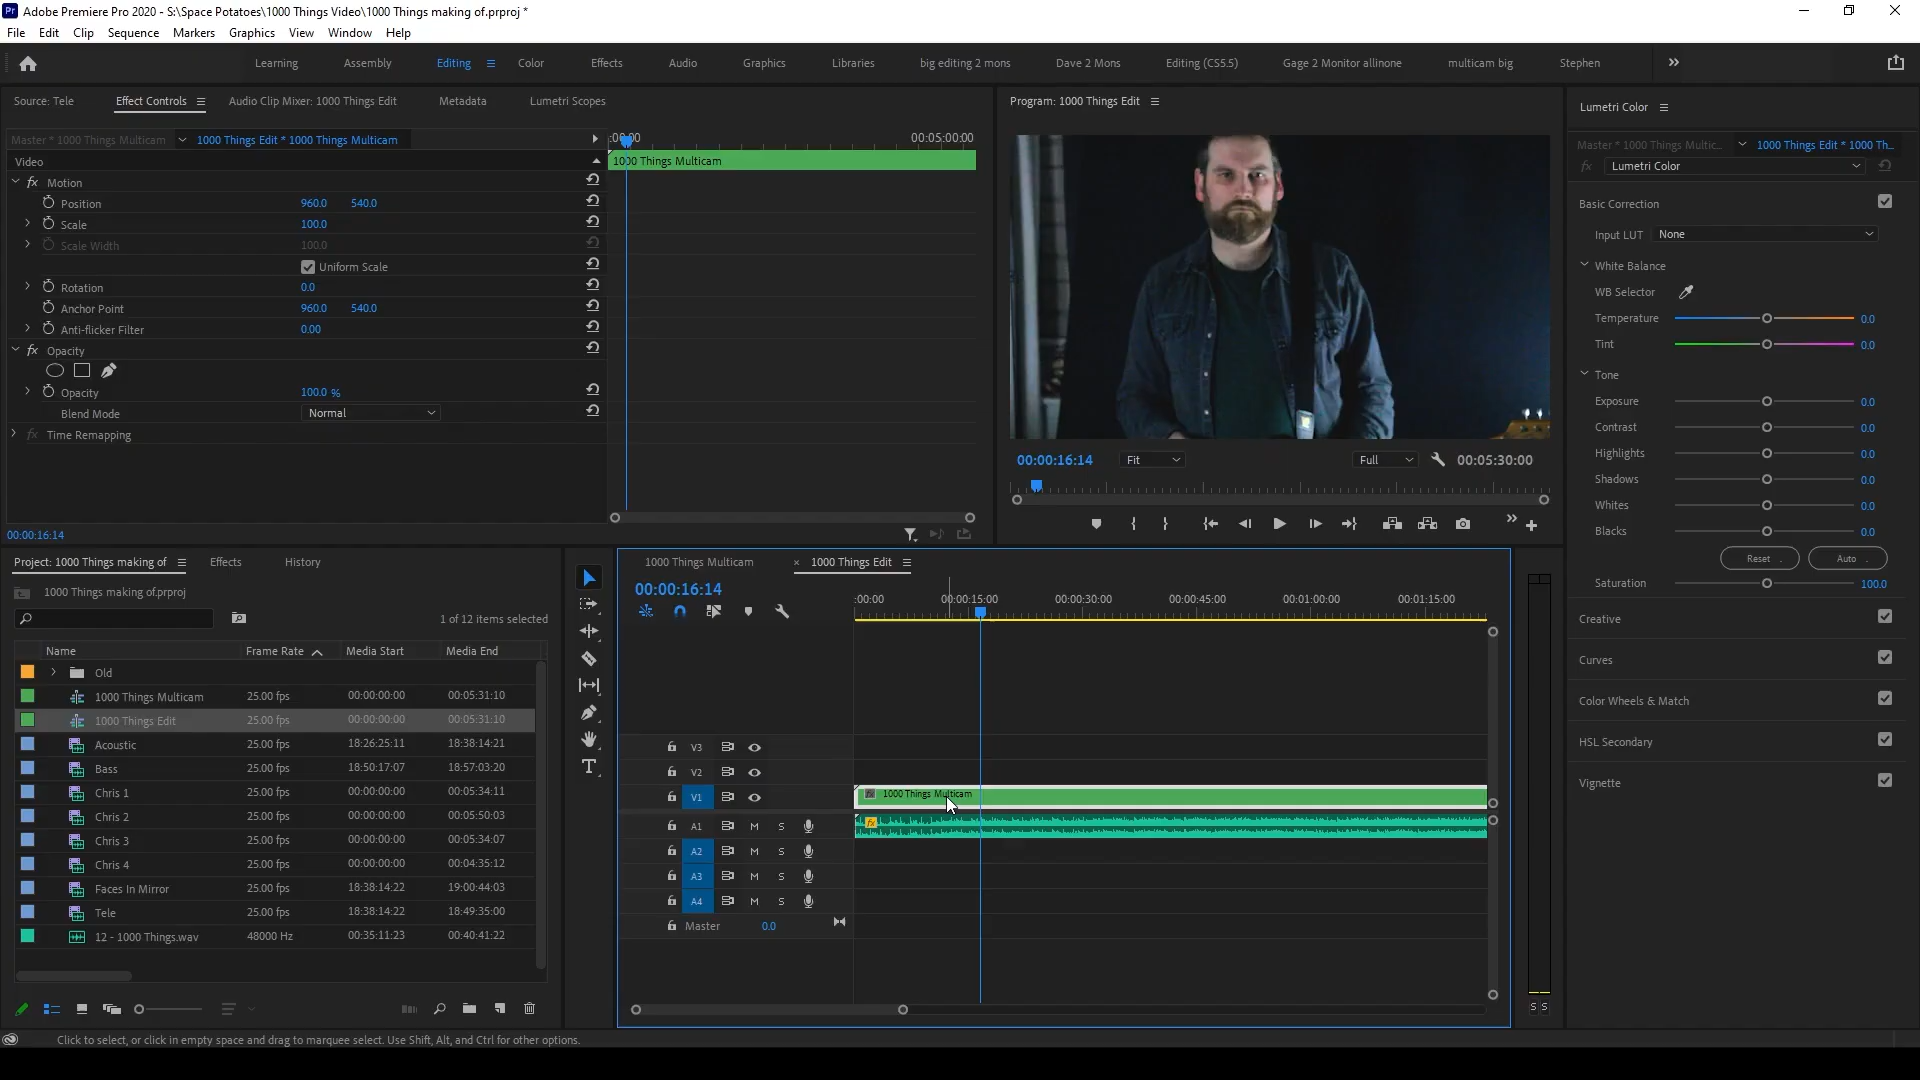 Pr Adobe Premiere Pro 2020 - S:\Space Potatoes\1000 Things Video\1000 Things making of.prproj *
File Edit Clip Sequence Markers Graphics View Window Help
Learning Assembly Editing Color Effects Audio Graphics Libraries big editing 2 mons Dave 2 Mons Editing (CS5.5) Gage 2 Monitor allinone multicam big Stephen
Source: Tele Effect Controls Audio Clip Mixer: 1000 Things Edit Metadata Lumetri Scopes
Master * 1000 Things Multicam 1000 Things Edit * 1000 Things Multicam
:00:00 00:05:00:00
Video
1000 Things Multicam
fx Motion
Position 960.0 540.0
Scale 100.0
Scale Width 100.0
Uniform Scale
Rotation 0.0
Anchor Point 960.0 540.0
Anti-flicker Filter 0.00
fx Opacity
Opacity 100.0 %
Blend Mode Normal
fx Time Remapping
00:00:16:14
Program: 1000 Things Edit
00:00:16:14 Fit Full 00:05:30:00
Lumetri Color
Master * 1000 Things Multic... 1000 Things Edit * 1000 Th...
fx Lumetri Color
Basic Correction
Input LUT None
White Balance
WB Selector
Temperature 0.0
Tint 0.0
Tone
Exposure 0.0
Contrast 0.0
Highlights 0.0
Shadows 0.0
Whites 0.0
Blacks 0.0
Reset Auto
Saturation 100.0
Creative
Curves
Color Wheels & Match
HSL Secondary
Vignette
Project: 1000 Things making of Effects History
1000 Things making of.prproj
1 of 12 items selected
Name Frame Rate Media Start Media End
Old
1000 Things Multicam 25.00 fps 00:00:00:00 00:05:31:10
1000 Things Edit 25.00 fps 00:00:00:00 00:05:31:10
Acoustic 25.00 fps 18:26:25:11 18:38:14:21
Bass 25.00 fps 18:50:17:07 18:57:03:20
Chris 1 25.00 fps 00:00:00:00 00:05:34:11
Chris 2 25.00 fps 00:00:00:00 00:05:50:03
Chris 3 25.00 fps 00:00:00:00 00:05:34:07
Chris 4 25.00 fps 00:00:00:00 00:04:35:12
Faces In Mirror 25.00 fps 18:38:14:22 19:00:44:03
Tele 25.00 fps 18:38:14:22 18:49:35:00
12 - 1000 Things.wav 48000 Hz 00:35:11:23 00:40:41:22
1000 Things Multicam × 1000 Things Edit
00:00:16:14
:00:00 00:00:15:00 00:00:30:00 00:00:45:00 00:01:00:00 00:01:15:00
V3
V2
V1
fx 1000 Things Multicam
A1 M S
fx
A2 M S
A3 M S
A4 M S
Master 0.0
S S
Click to select, or click in empty space and drag to marquee select. Use Shift, Alt, and Ctrl for other options.